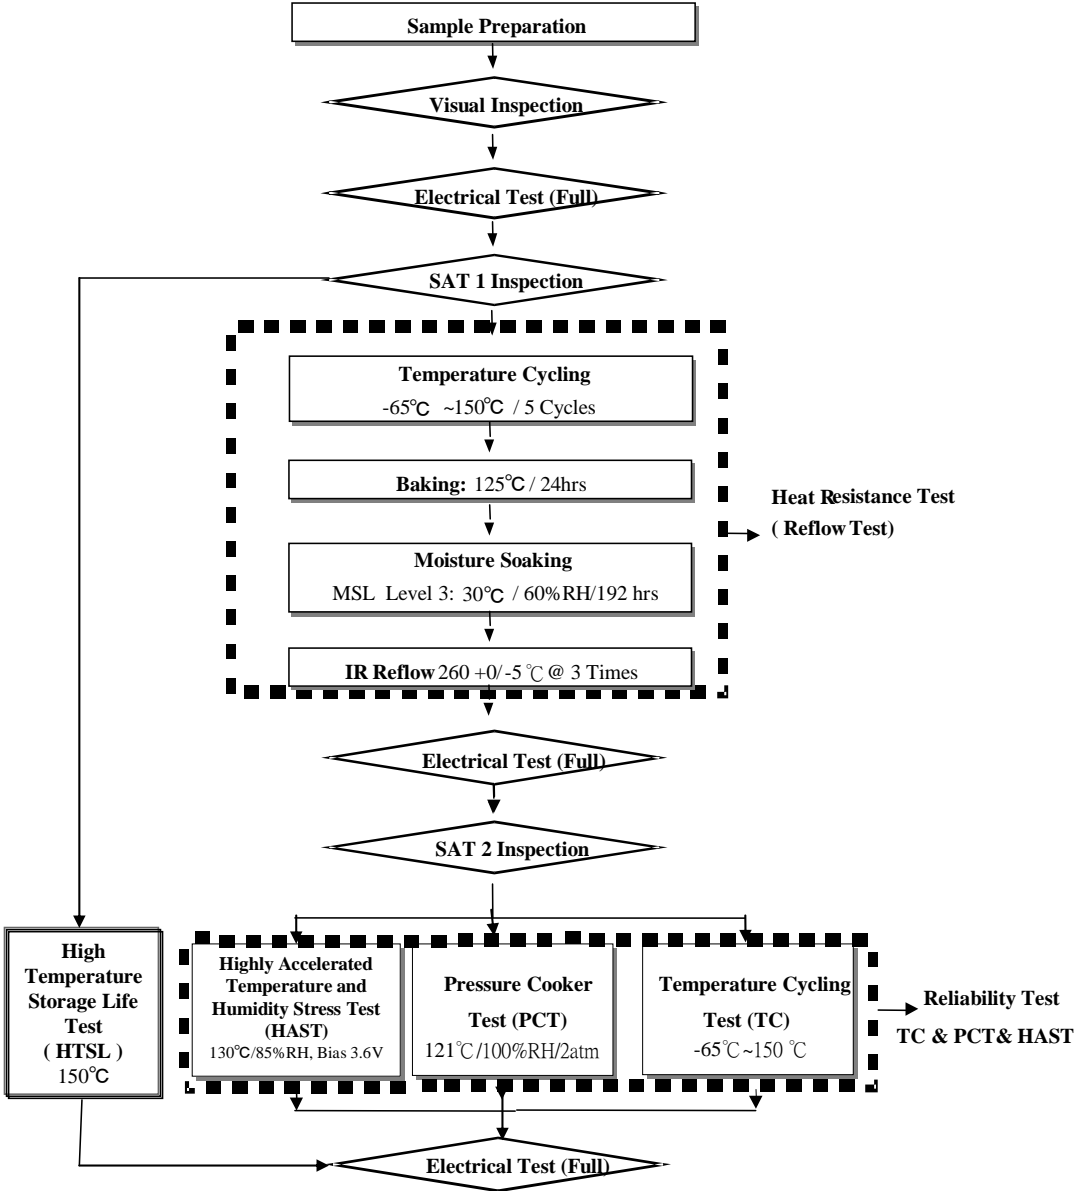 Sample Preparation
Visual Inspection
Electrical Test (Full)
SAT 1 Inspection
Temperature Cycling
-65℃ ~150℃ / 5 Cycles
Baking: 125℃ / 24hrs
Moisture Soaking
MSL Level 3: 30℃ / 60%RH/192 hrs
IR Reflow 260 +0/-5 ℃ @ 3 Times
Heat Resistance Test
( Reflow Test)
Electrical Test (Full)
SAT 2 Inspection
High
Temperature
Storage Life
Test
( HTSL )
150℃
Highly Accelerated
Temperature and
Humidity Stress Test
(HAST)
130℃/85%RH, Bias 3.6V
Pressure Cooker
Test (PCT)
121℃/100%RH/2atm
Temperature Cycling
Test (TC)
-65℃~150 ℃
Reliability Test
TC & PCT& HAST
Electrical Test (Full)